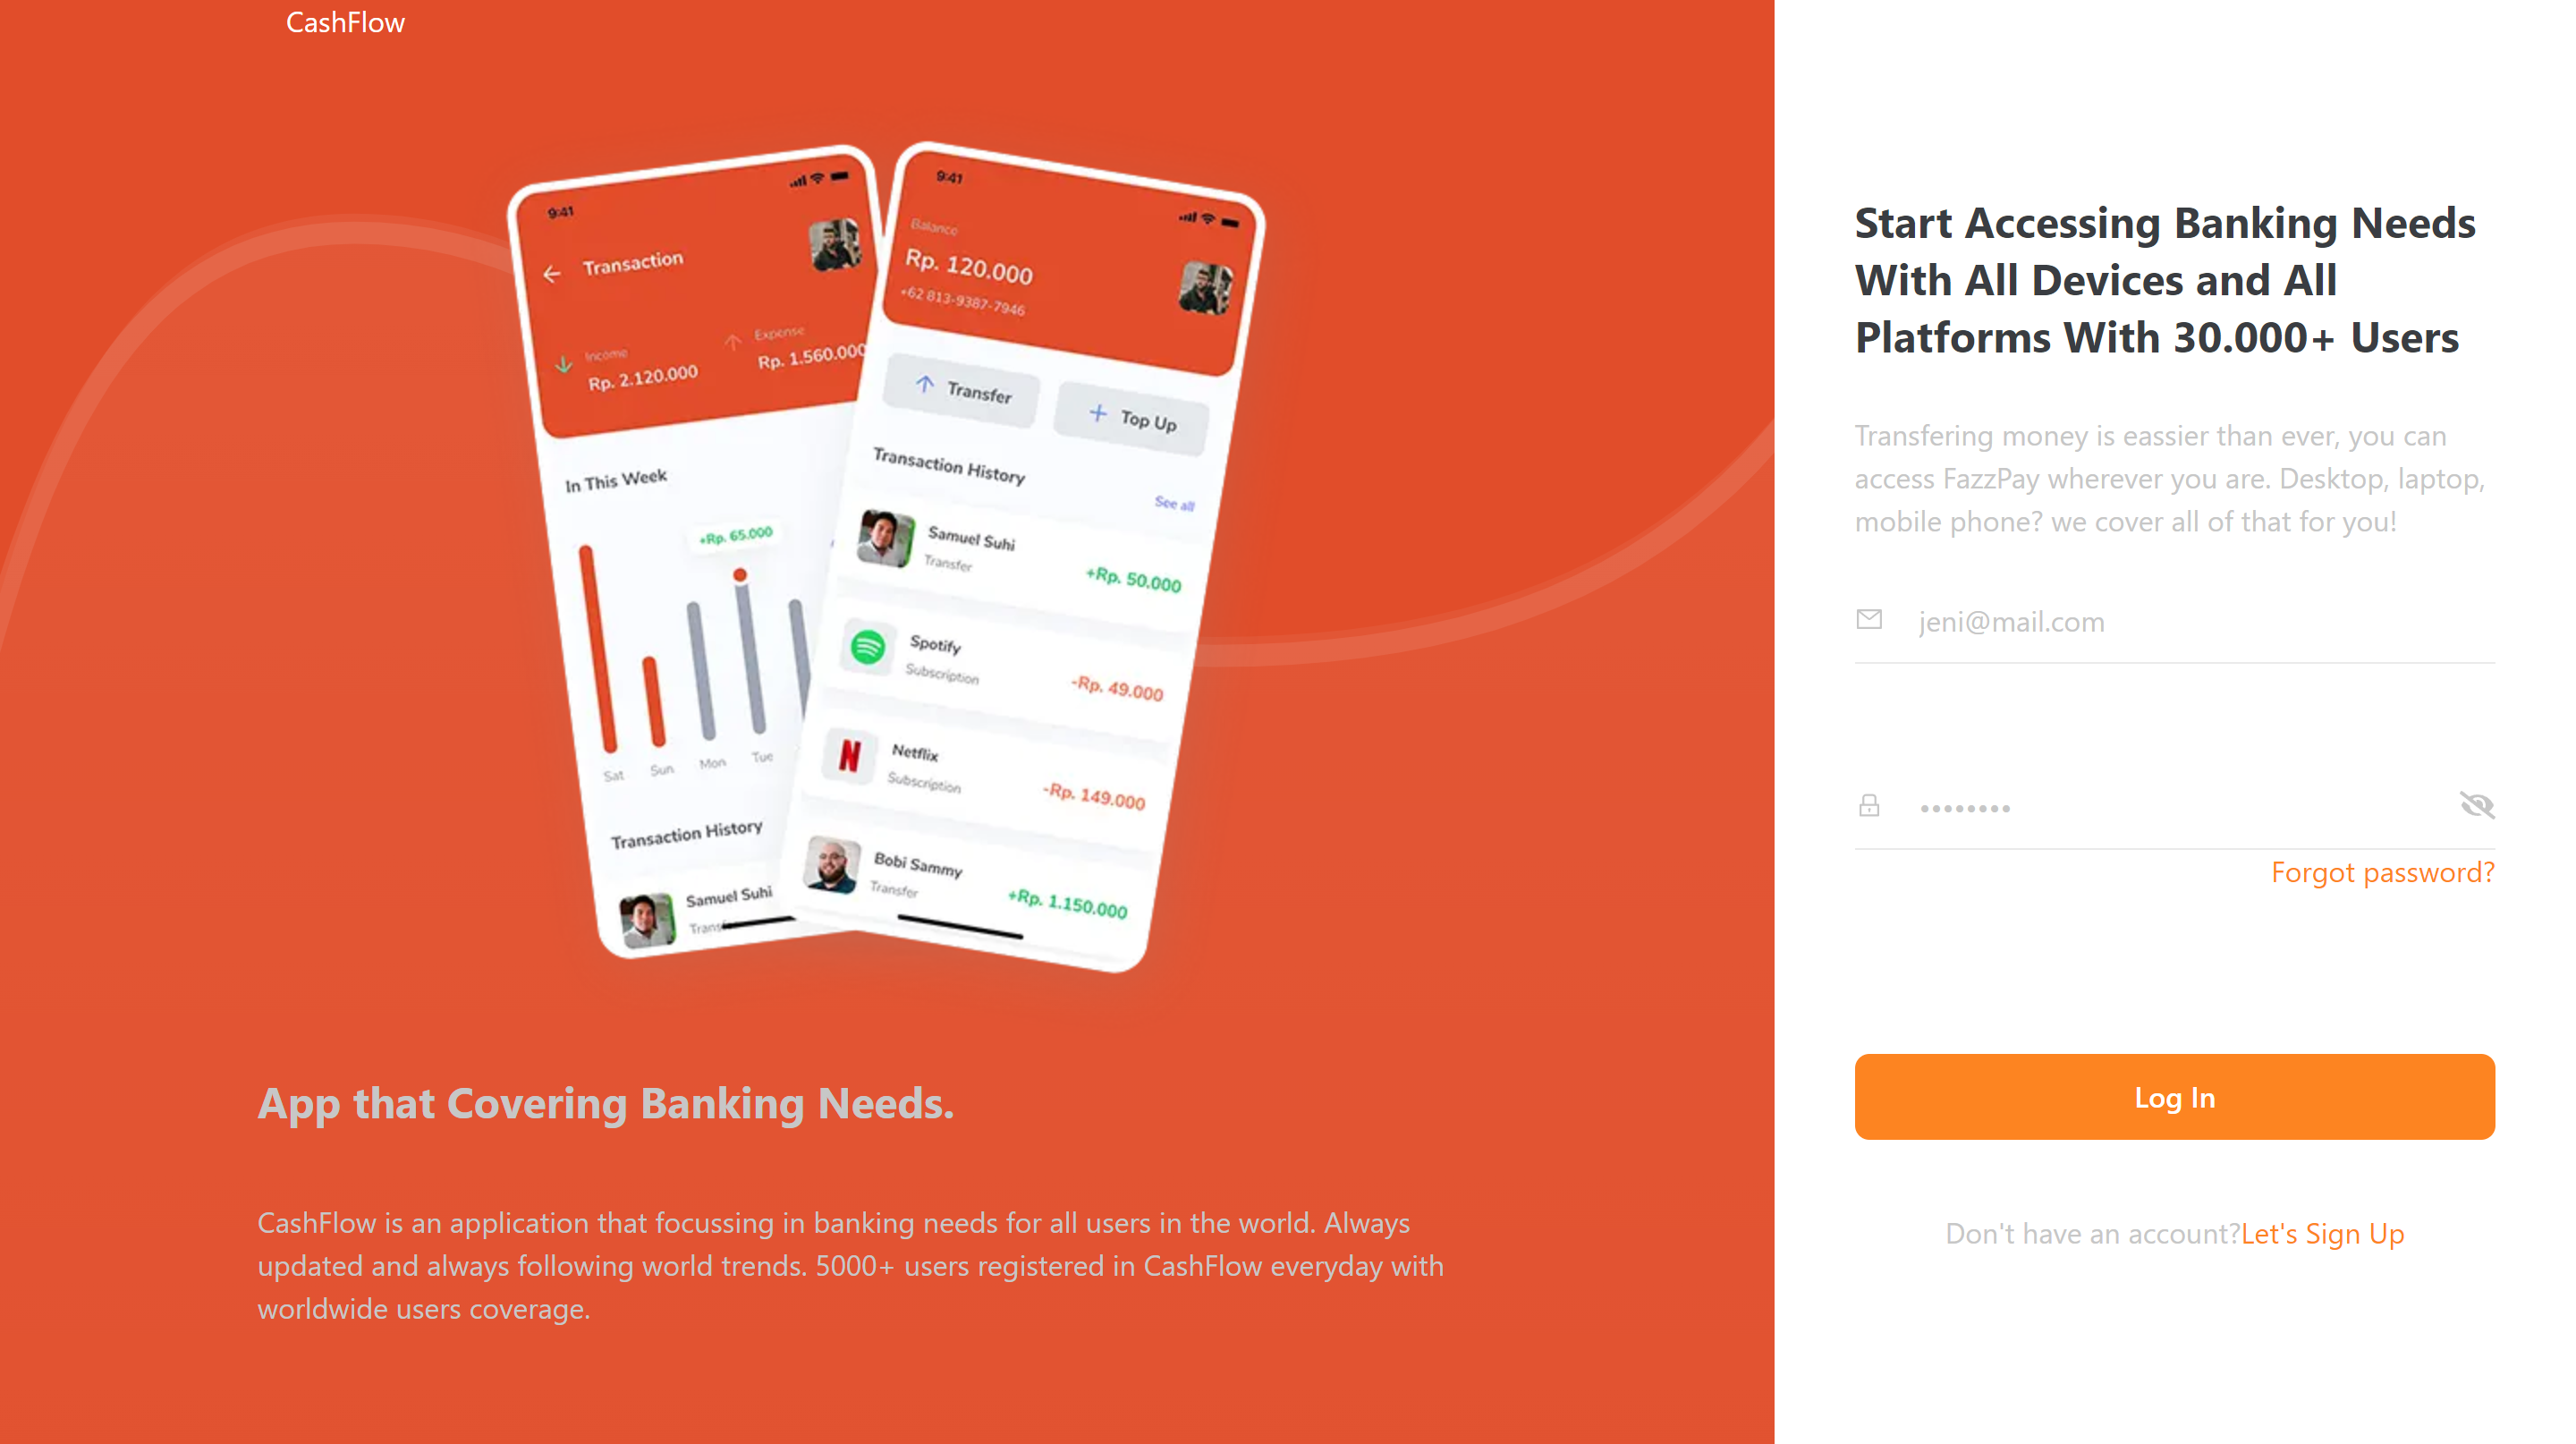 CashFlow
9:41
Transaction
Income
Rp. 2.120.000
Expense
Rp. 1.560.000
In This Week
+Rp. 65.000
Sat
Sun
Mon
Tue
Transaction History
Samuel Suhi
9:41
Balance
Rp. 120.000
+62 813-9387-7946
Transfer
Top Up
Transaction History
See all
Samuel Suhi
Transfer
+Rp. 50.000
Spotify
Subscription
-Rp. 49.000
Netflix
Subscription
-Rp. 149.000
Bobi Sammy
Transfer
+Rp. 1.150.000
App that Covering Banking Needs.
CashFlow is an application that focussing in banking needs for all users in the world. Always
updated and always following world trends. 5000+ users registered in CashFlow everyday with
worldwide users coverage.
Start Accessing Banking Needs
With All Devices and All
Platforms With 30.000+ Users
Transfering money is eassier than ever, you can
access FazzPay wherever you are. Desktop, laptop,
mobile phone? we cover all of that for you!
jeni@mail.com
••••••••
Forgot password?
Log In
Don't have an account?Let's Sign Up